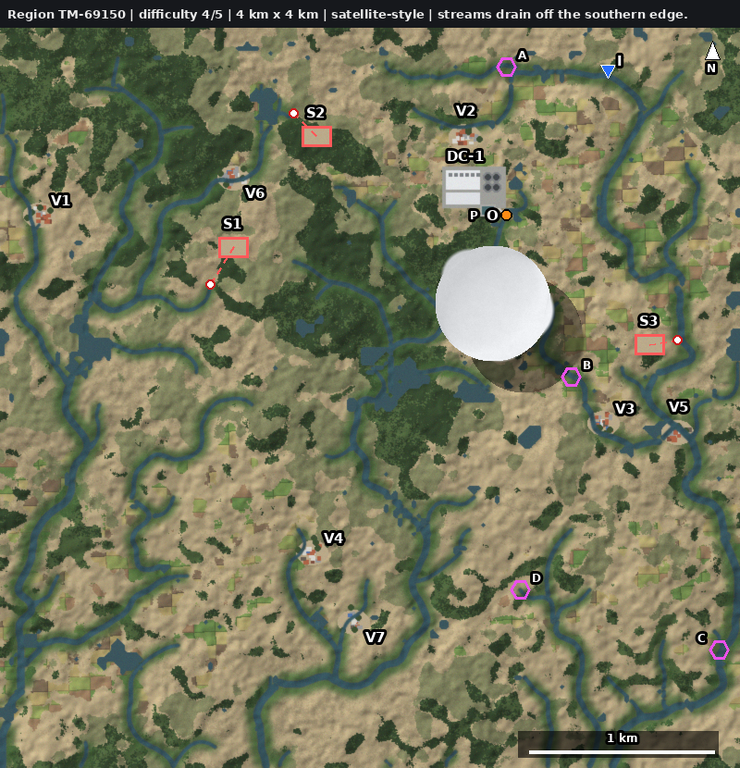 Region TM-69150 | difficulty 4/5 | 4 km x 4 km | satellite-style | streams drain off the southern edge.
A
I
N
S2
V2
DC-1
V6
V1
P
O
S1
S3
B
V3
V5
V4
D
V7
C
1 km